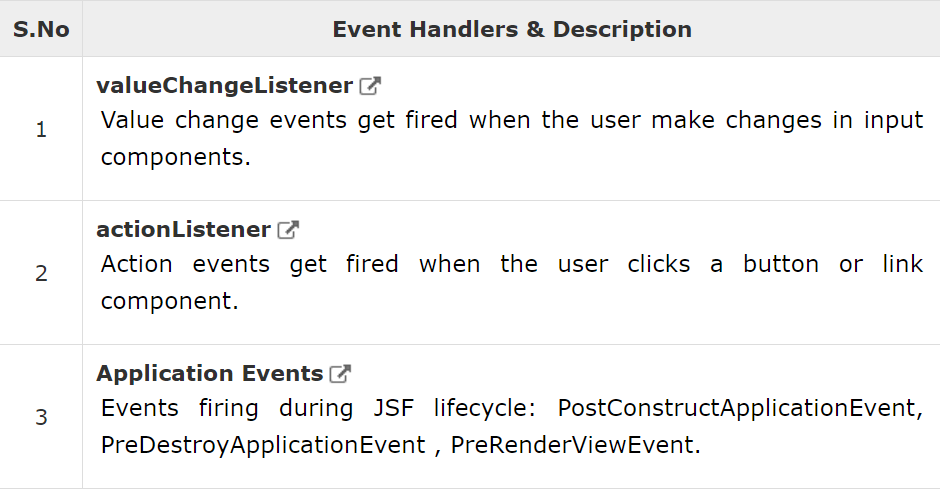 S.No Event Handlers & Description
valueChangeListener
1
Value change events get fired when the user make changes in input
components.
actionListener
2
Action events get fired when the user clicks a button or link
component.
Application Events
3
Events firing during JSF lifecycle: PostConstructApplicationEvent,
PreDestroyApplicationEvent , PreRenderViewEvent.